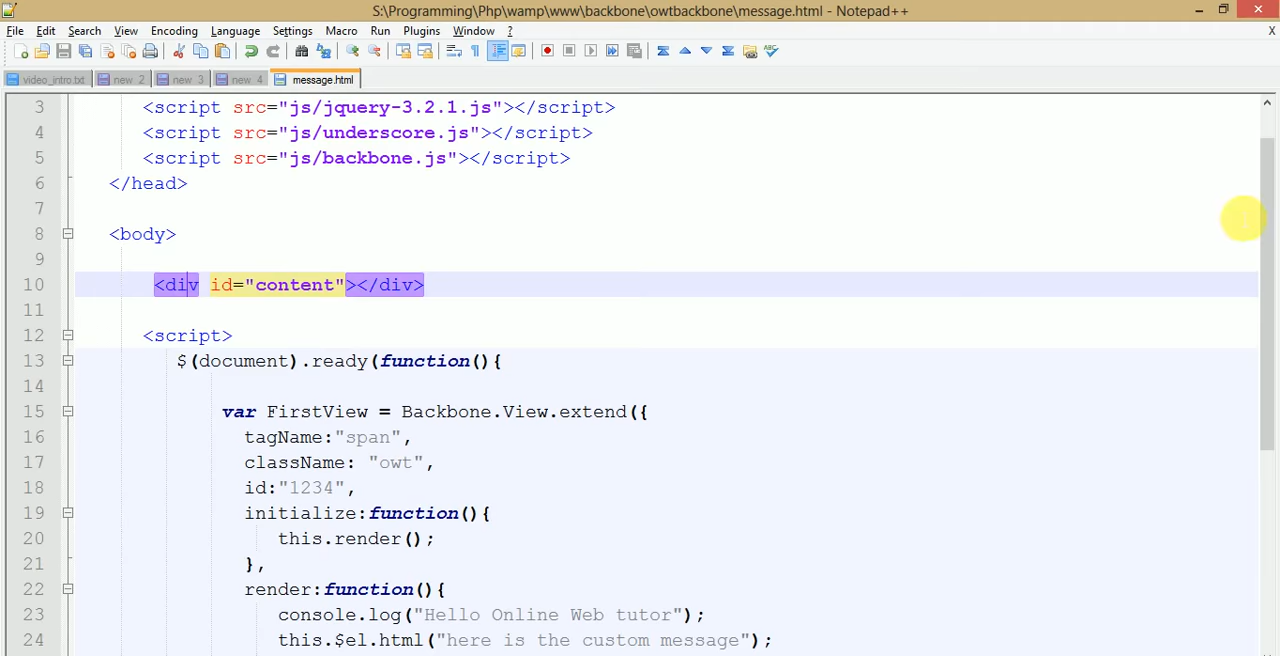 S:\Programming\Php\wamp\www\backbone\owtbackbone\message.html - Notepad++
File Edit Search View Encoding Language Settings Macro Run Plugins Window ? X
video_intro.txt new 2 new 3 new 4 message.html
3 <script src="js/jquery-3.2.1.js"></script>
4 <script src="js/underscore.js"></script>
5 <script src="js/backbone.js"></script>
6 </head>
7
8 <body>
9
10 <div id="content"></div>
11
12 <script>
13 $(document).ready(function(){
14
15 var FirstView = Backbone.View.extend({
16 tagName:"span",
17 className: "owt",
18 id:"1234",
19 initialize:function(){
20 this.render();
21 },
22 render:function(){
23 console.log("Hello Online Web tutor");
24 this.$el.html("here is the custom message");